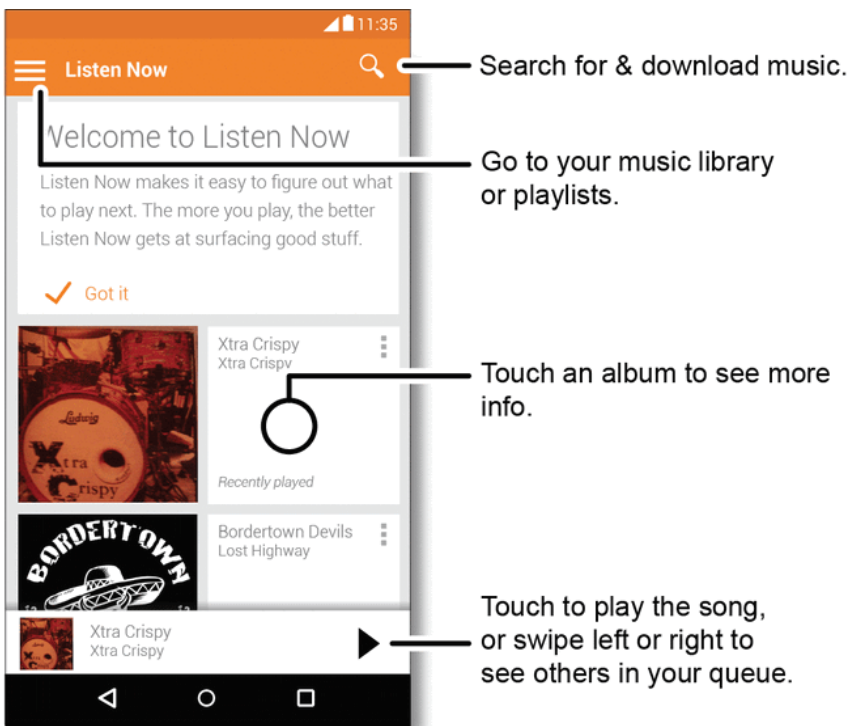 11:35
Listen Now
Search for & download music.
Welcome to Listen Now
Go to your music library
or playlists.
Listen Now makes it easy to figure out what
to play next. The more you play, the better
Listen Now gets at surfacing good stuff.
Got it
Xtra Crispy
Xtra Crispy
Touch an album to see more
info.
Ludwig
Xtra
Crispy
Recently played
BORDERTOWN
Bordertown Devils
Lost Highway
Touch to play the song,
or swipe left or right to
see others in your queue.
Xtra Crispy
Xtra Crispy